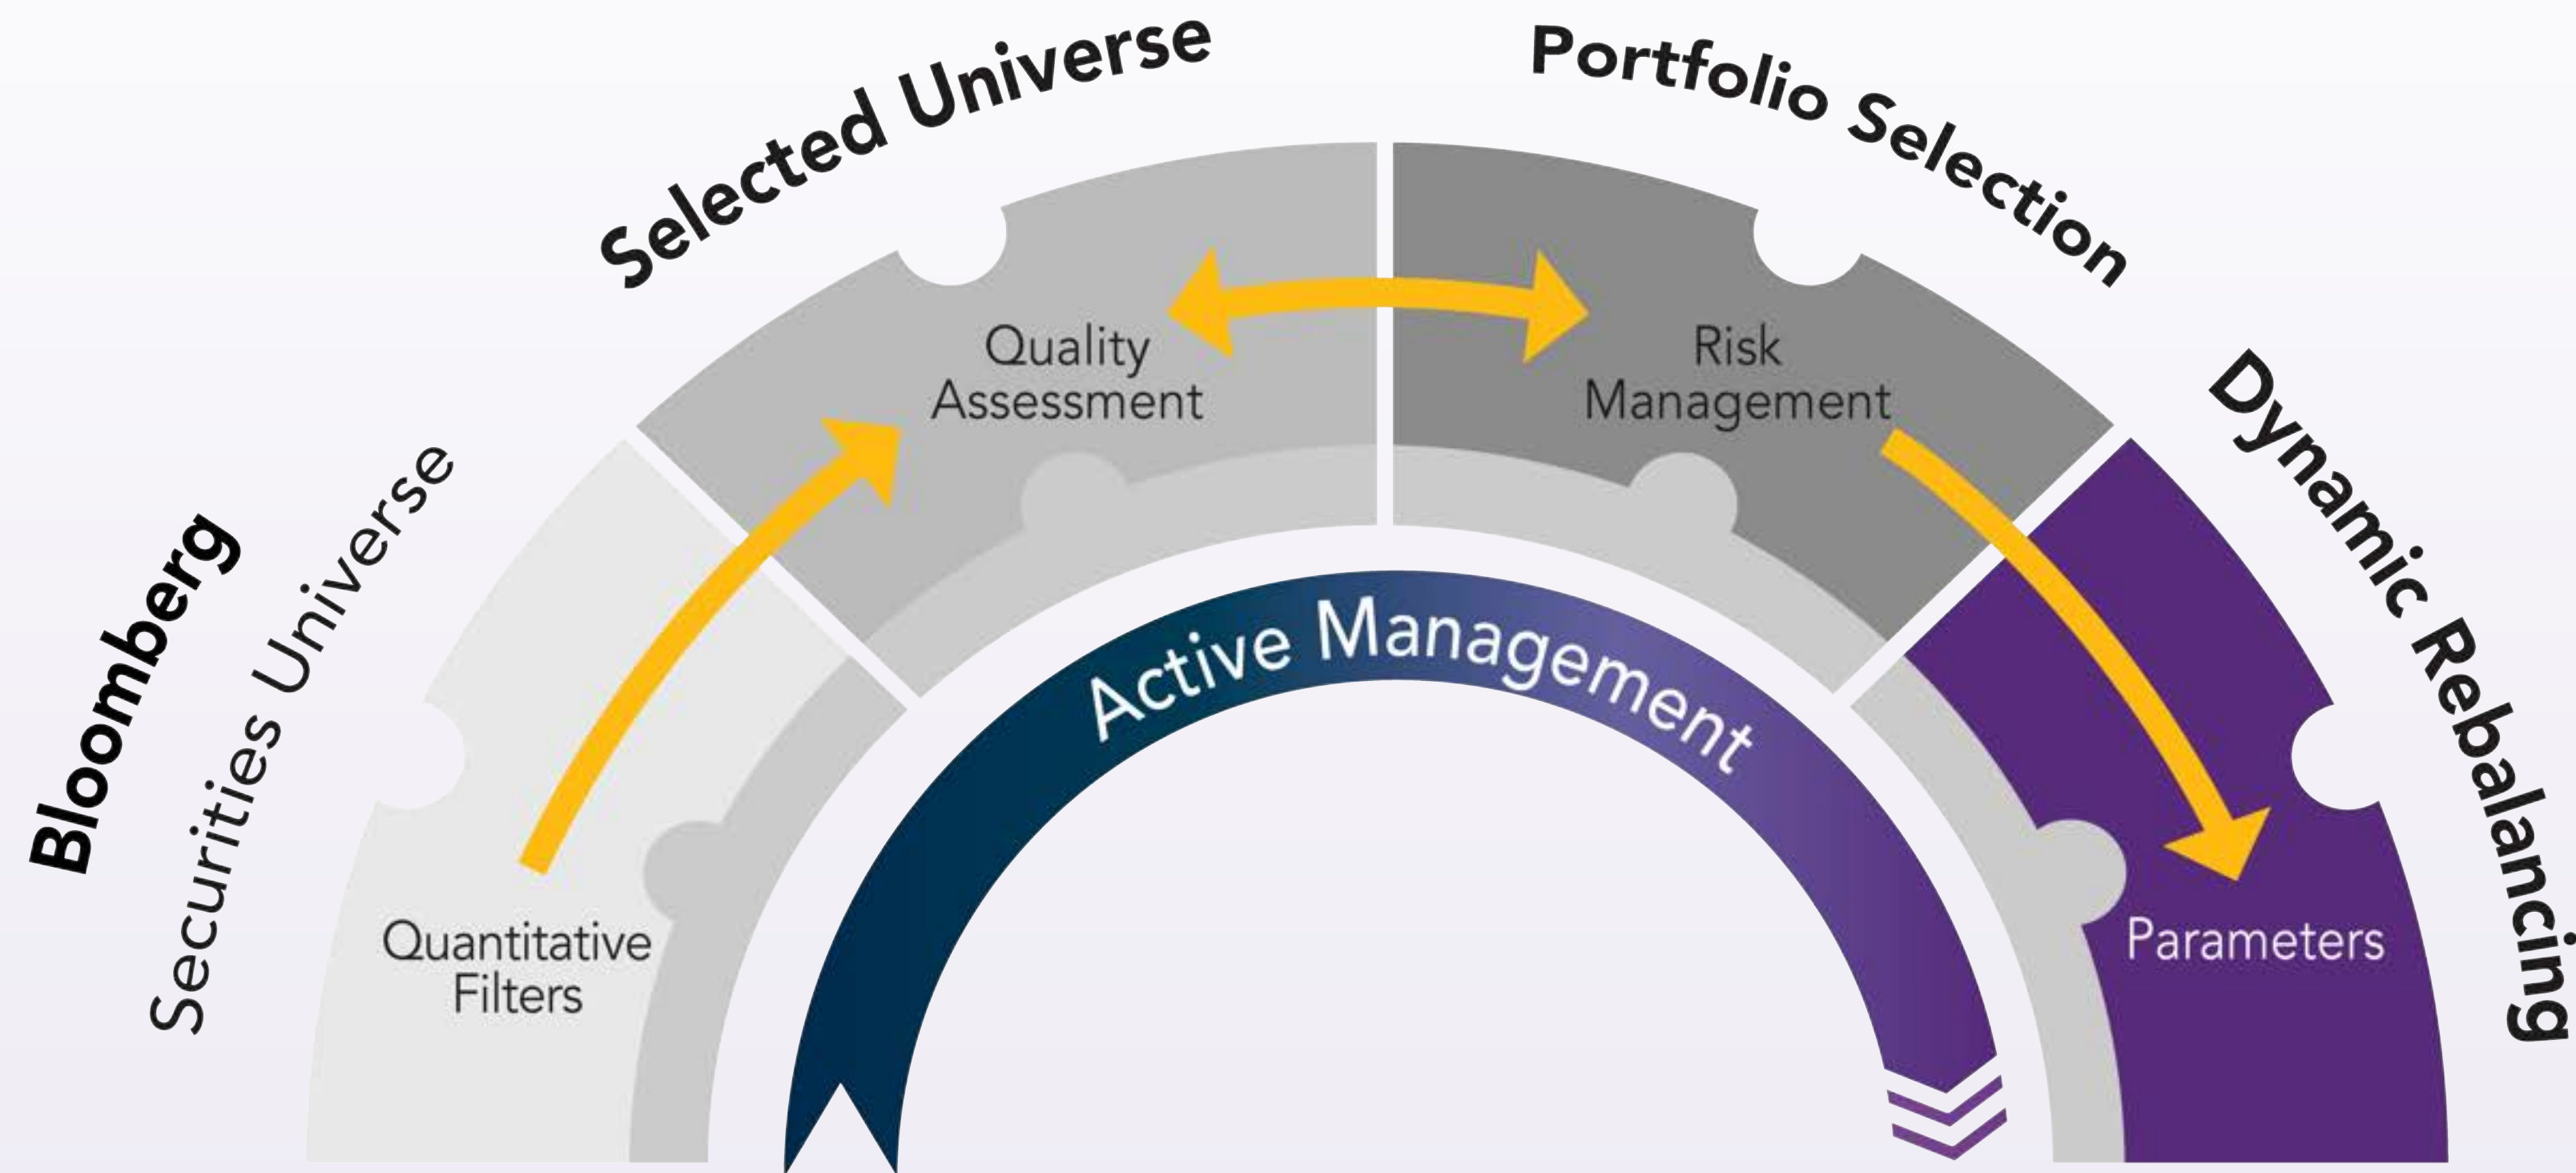 Bloomberg
Securities Universe
Selected Universe
Portfolio Selection
Dynamic Rebalancing
Quantitative
Filters
Quality
Assessment
Risk
Management
Parameters
Active Management